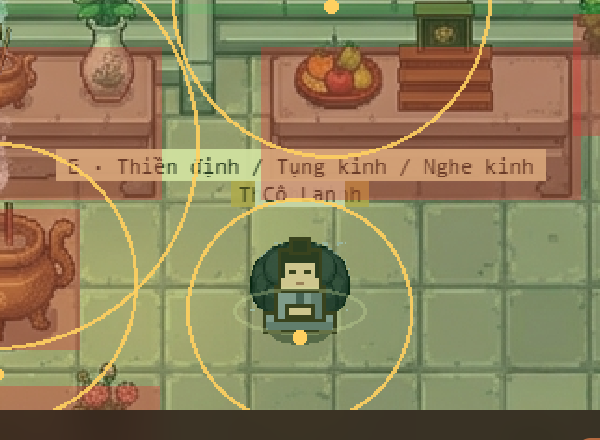 E · Thiền định / Tụng kinh / Nghe kinh
Cô Lan